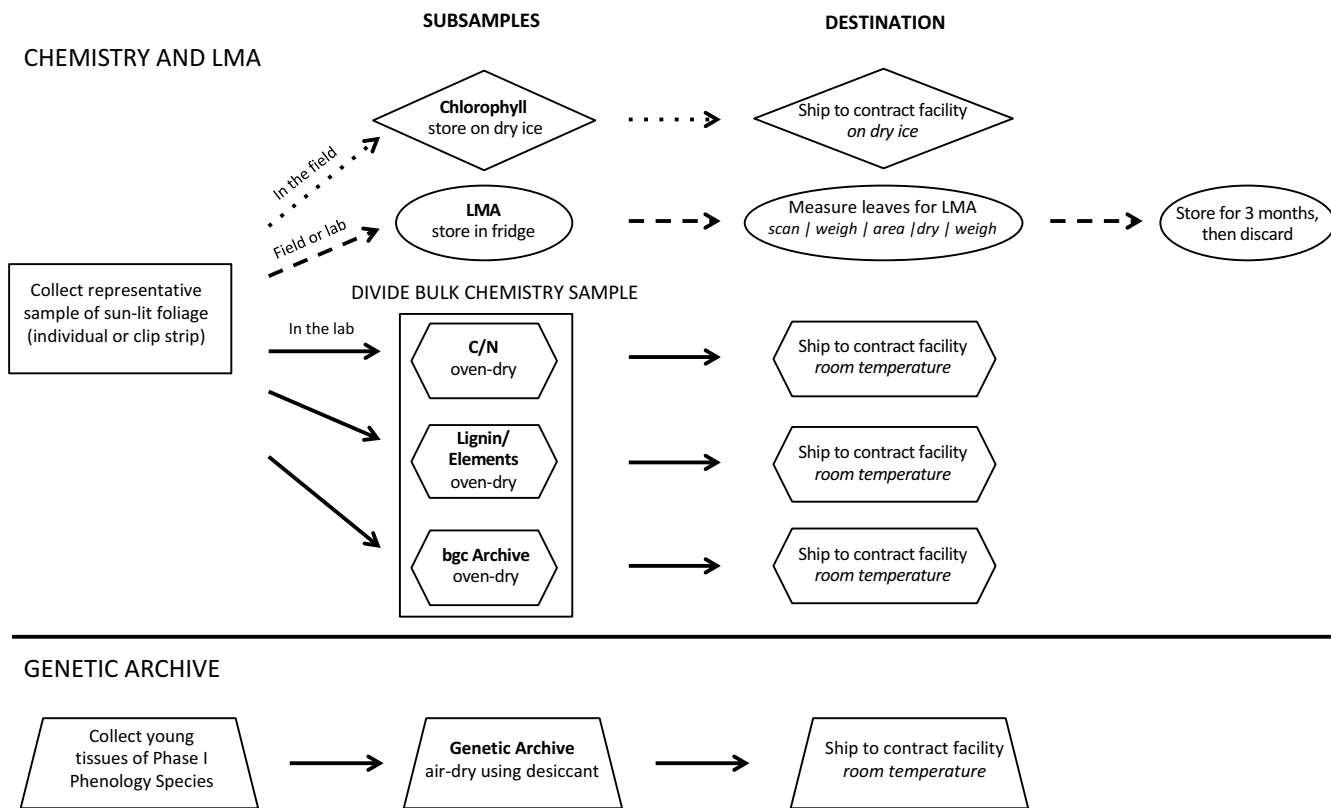 SUBSAMPLES
DESTINATION
CHEMISTRY AND LMA
Chlorophyll
store on dry ice
Ship to contract facility
on dry ice
In the field
Field or lab
LMA
store in fridge
Measure leaves for LMA
scan | weigh | area |dry | weigh
Store for 3 months,
then discard
Collect representative
sample of sun-lit foliage
(individual or clip strip)
DIVIDE BULK CHEMISTRY SAMPLE
In the lab
C/N
oven-dry
Ship to contract facility
room temperature
Lignin/
Elements
oven-dry
Ship to contract facility
room temperature
bgc Archive
oven-dry
Ship to contract facility
room temperature
GENETIC ARCHIVE
Collect young
tissues of Phase I
Phenology Species
Genetic Archive
air-dry using desiccant
Ship to contract facility
room temperature